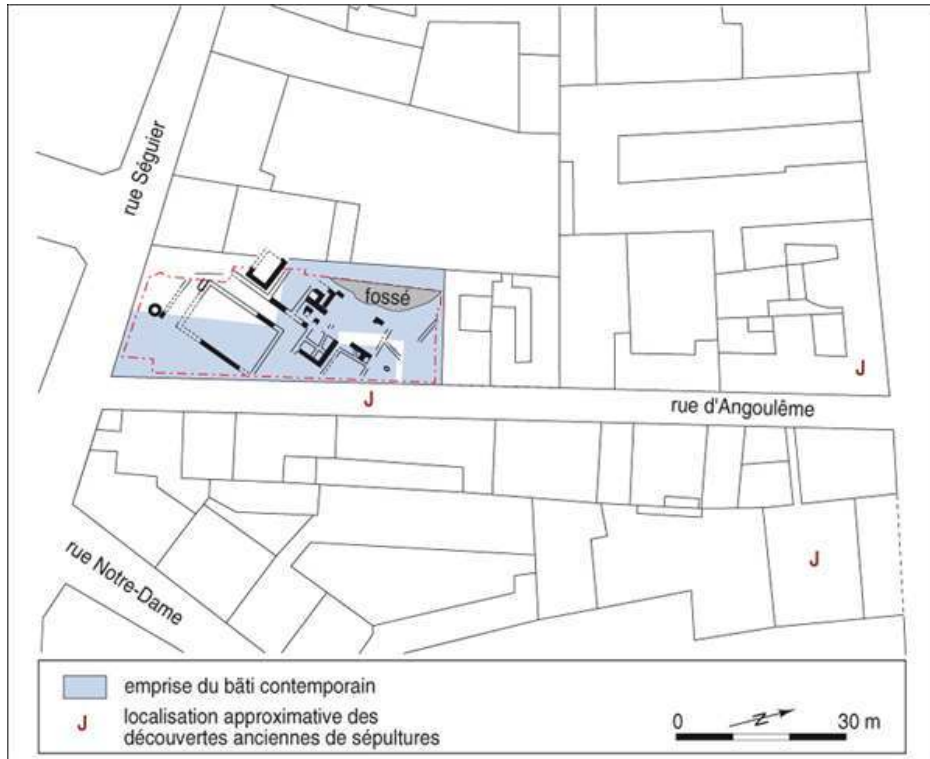 rue Séguier
fossé
J
J
rue d'Angoulême
J
rue Notre-Dame
emprise du bâti contemporain
J localisation approximative des
découvertes anciennes de sépultures
N
0 30 m